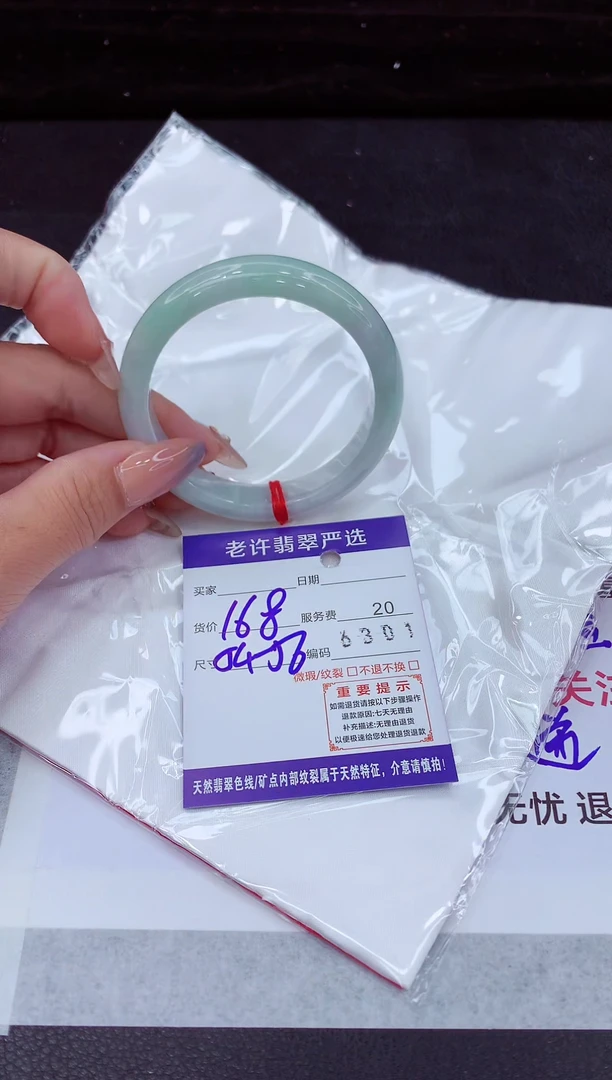 老许翡翠严选
买家 日期
货价 168 服务费 20
尺寸 编码 6301
微瑕/纹裂 □ 不退不换 □
重要提示
如需退货请按以下步骤操作
退款原因:七天无理由
补充描述:无理由退货
以便极速给您处理退货退款
天然翡翠色线/矿点内部纹裂属于天然特征，介意请慎拍!
关注
无忧 退